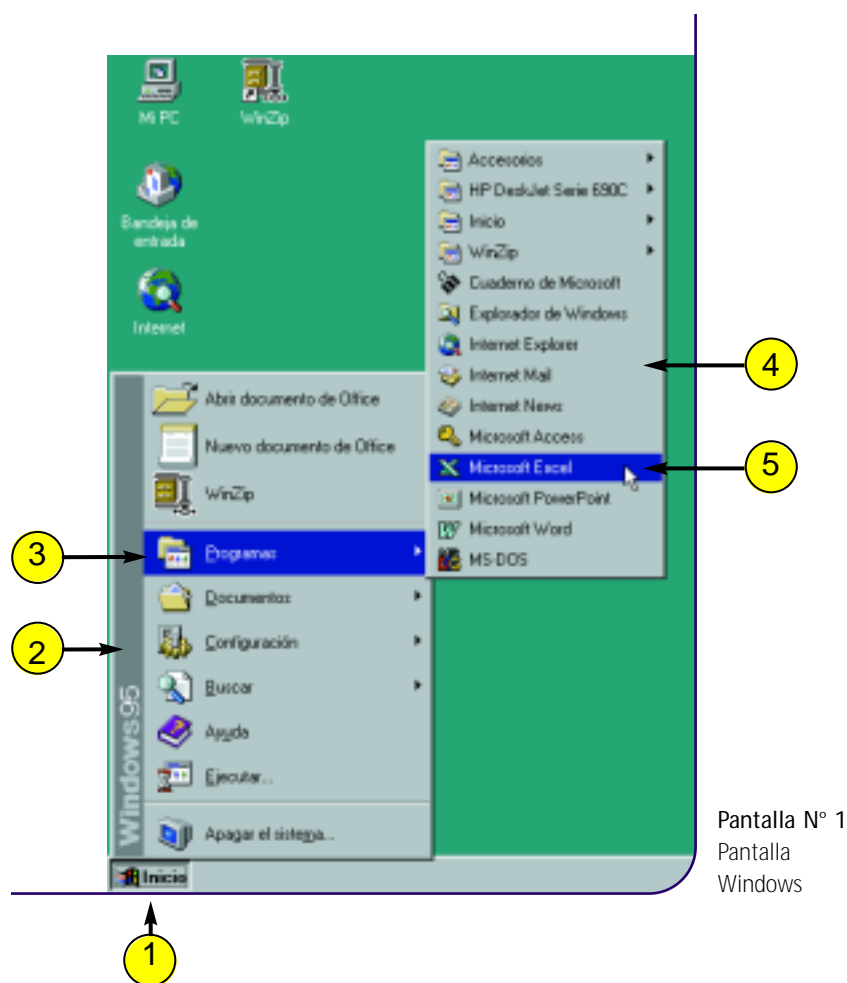 Mi PC
WinZip
Bandeja de
entrada
Internet
Accesorios
HP DeskJet Serie 690C
Inicio
WinZip
Cuaderno de Microsoft
Explorador de Windows
Internet Explorer
Internet Mail
Internet News
Microsoft Access
Microsoft Excel
Microsoft PowerPoint
Microsoft Word
MS-DOS
4
5
Abrir documento de Office
Nuevo documento de Office
WinZip
Programas
Documentos
Configuración
Buscar
Ayuda
Ejecutar...
Apagar el sistema...
Windows95
3
2
Inicio
1
Pantalla N° 1
Pantalla
Windows